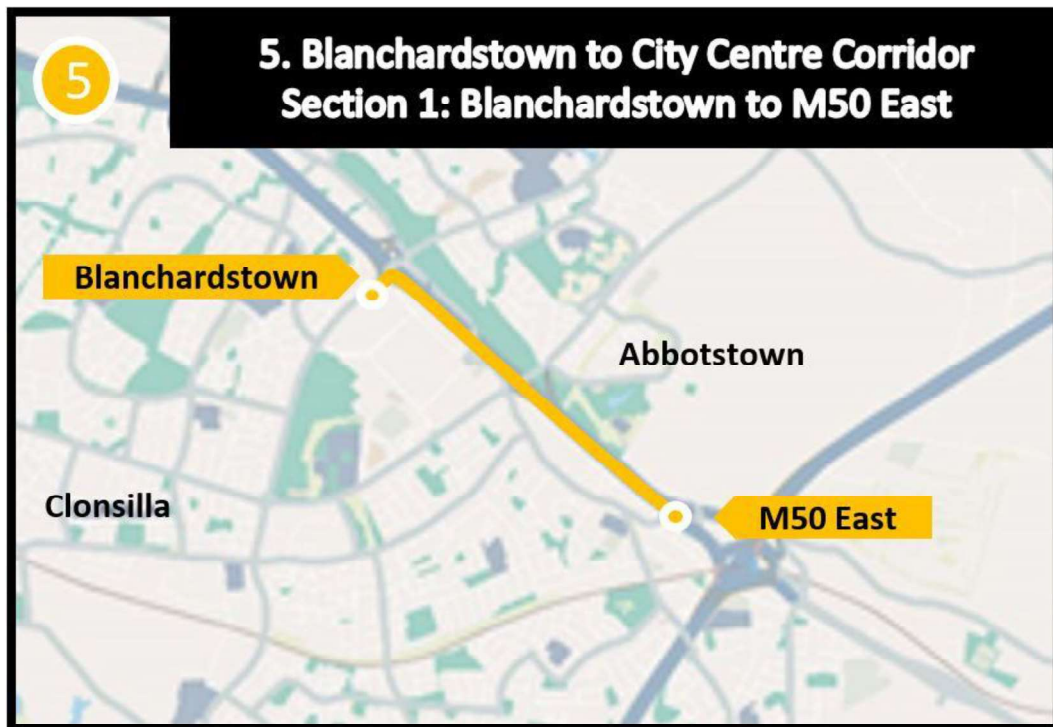 5
5. Blanchardstown to City Centre Corridor
Section 1: Blanchardstown to M50 East
Blanchardstown
Abbotstown
Clonsilla
M50 East